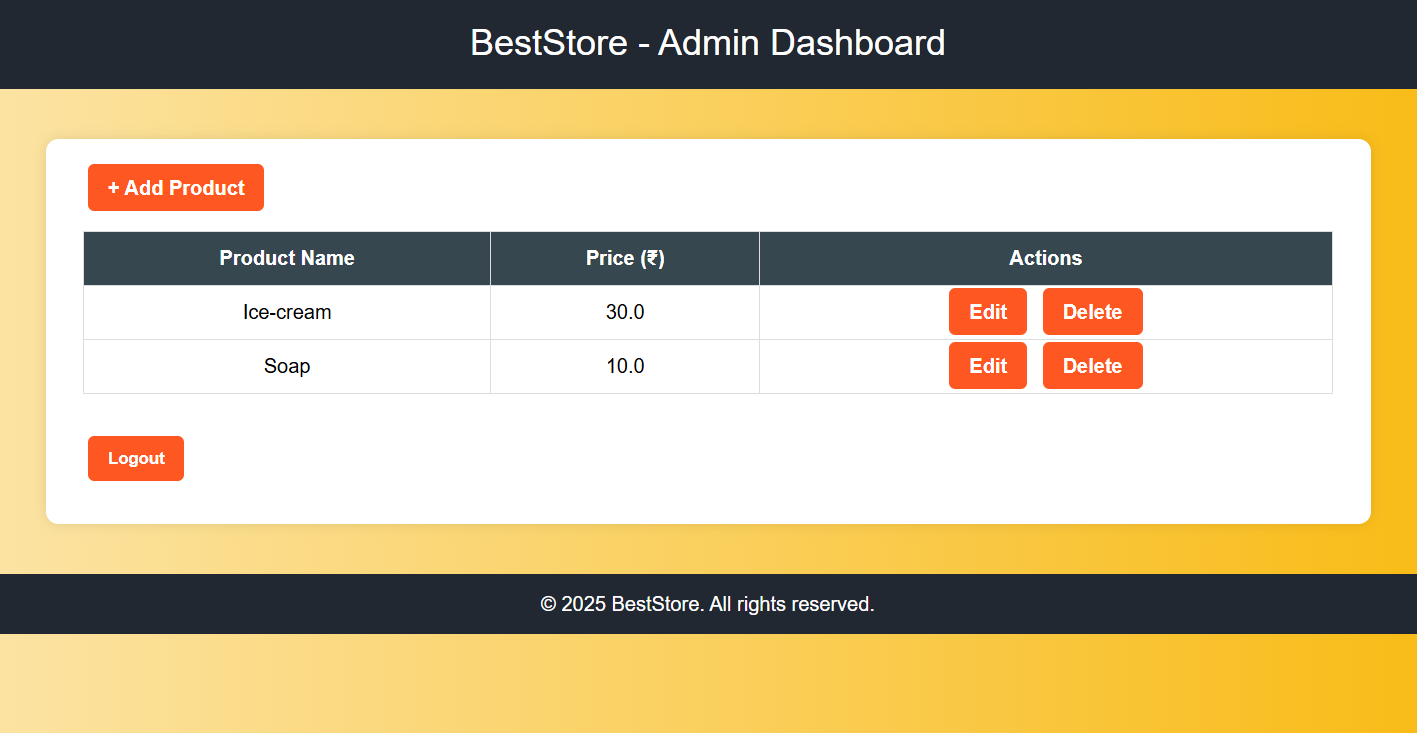 BestStore - Admin Dashboard
+ Add Product
Product Name Price (₹) Actions
Ice-cream 30.0 Edit Delete
Soap 10.0 Edit Delete
Logout
© 2025 BestStore. All rights reserved.